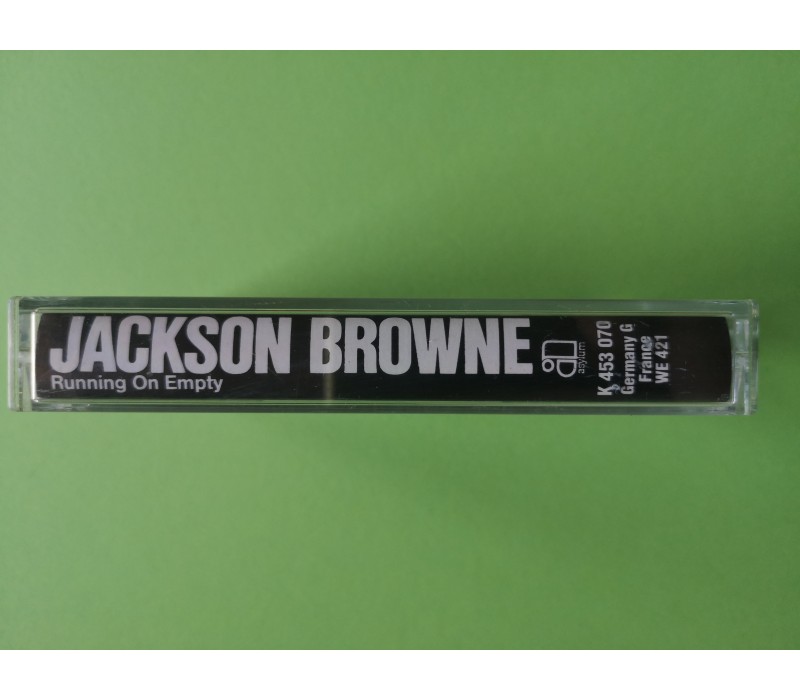 JACKSON BROWNE
Running On Empty
asylum
K 453 070
Germany G
France
WE 421